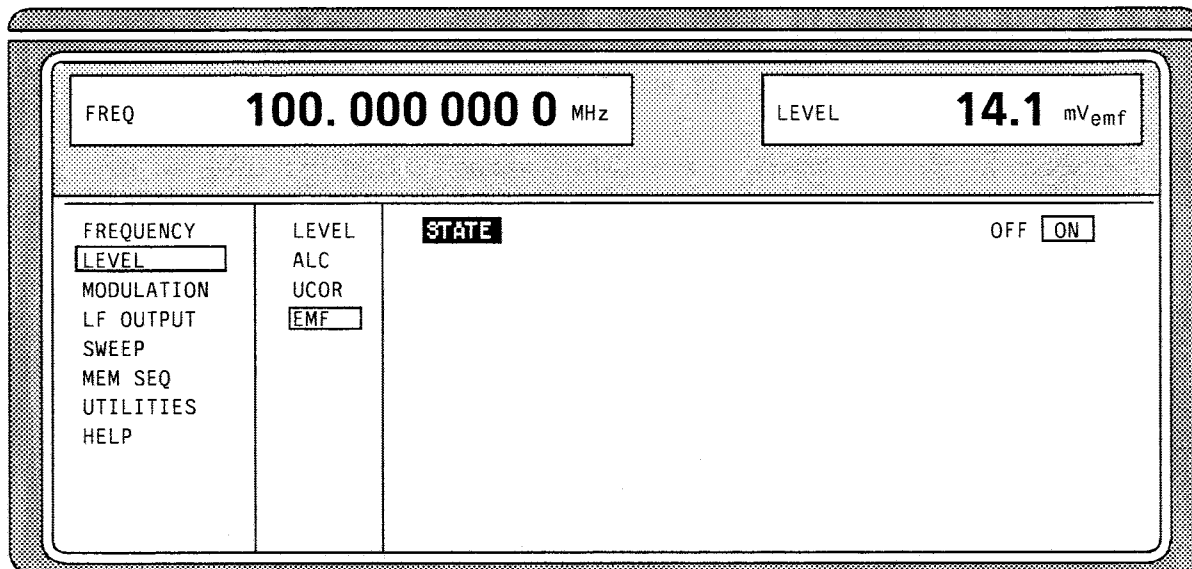 FREQ 100. 000 000 0 MHz LEVEL 14.1 mVemf
FREQUENCY LEVEL STATE OFF ON
LEVEL ALC
MODULATION UCOR
LF OUTPUT EMF
SWEEP
MEM SEQ
UTILITIES
HELP